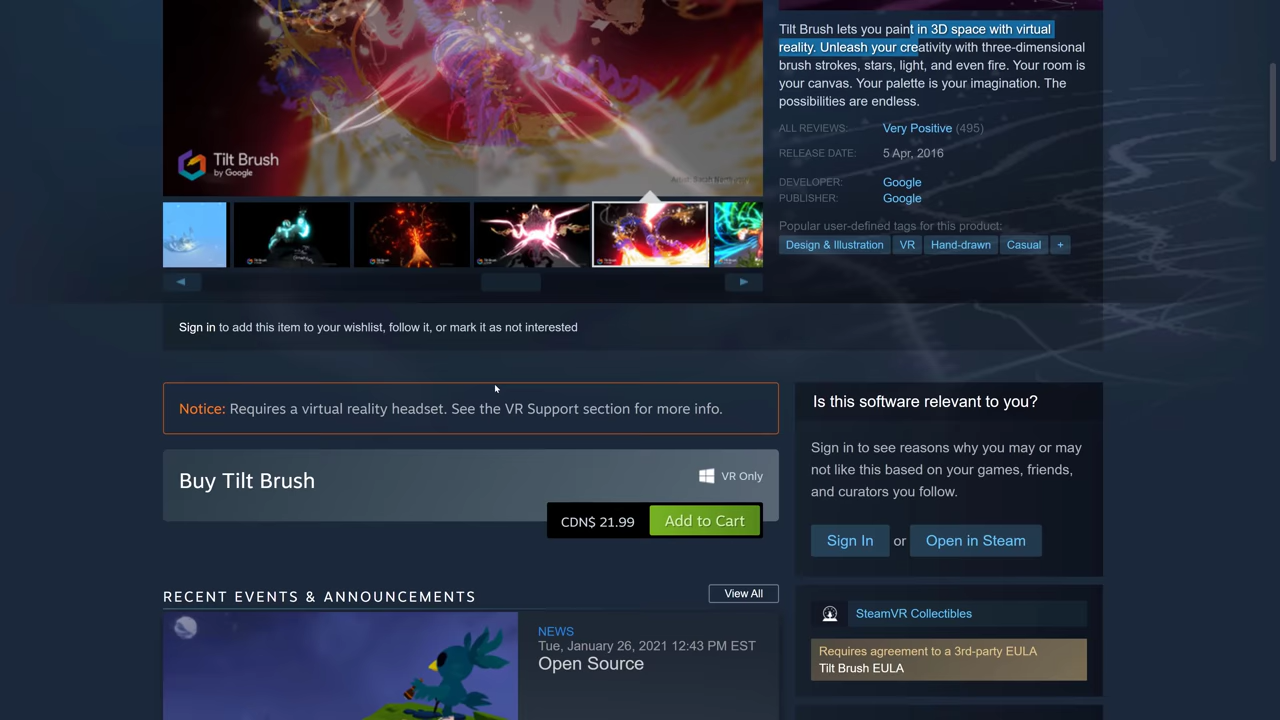 Tilt Brush
by Google
Tilt Brush lets you paint in 3D space with virtual
reality. Unleash your creativity with three-dimensional
brush strokes, stars, light, and even fire. Your room is
your canvas. Your palette is your imagination. The
possibilities are endless.
ALL REVIEWS: Very Positive (495)
RELEASE DATE: 5 Apr, 2016
DEVELOPER: Google
PUBLISHER: Google
Popular user-defined tags for this product:
Design & Illustration VR Hand-drawn Casual +
Sign in to add this item to your wishlist, follow it, or mark it as not interested
Notice: Requires a virtual reality headset. See the VR Support section for more info.
Buy Tilt Brush
VR Only
CDN$ 21.99 Add to Cart
RECENT EVENTS & ANNOUNCEMENTS
View All
NEWS
Tue, January 26, 2021 12:43 PM EST
Open Source
Is this software relevant to you?
Sign in to see reasons why you may or may
not like this based on your games, friends,
and curators you follow.
Sign In or Open in Steam
SteamVR Collectibles
Requires agreement to a 3rd-party EULA
Tilt Brush EULA